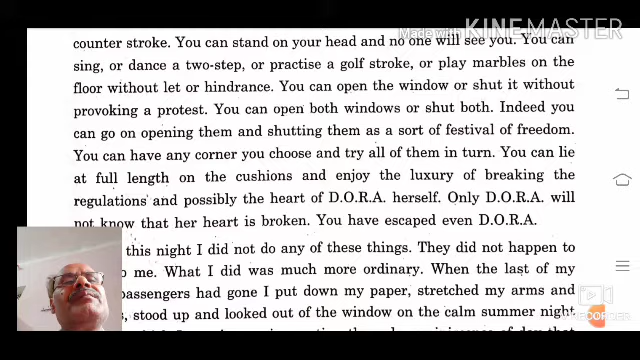 Made with KINEMASTER
counter stroke. You can stand on your head and no one will see you. You can
sing, or dance a two-step, or practise a golf stroke, or play marbles on the
floor without let or hindrance. You can open the window or shut it without
provoking a protest. You can open both windows or shut both. Indeed you
can go on opening them and shutting them as a sort of festival of freedom.
You can have any corner you choose and try all of them in turn. You can lie
at full length on the cushions and enjoy the luxury of breaking the
regulations and possibly the heart of D.O.R.A. herself. Only D.O.R.A. will
not know that her heart is broken. You have escaped even D.O.R.A.
this night I did not do any of these things. They did not happen to
me. What I did was much more ordinary. When the last of my
passengers had gone I put down my paper, stretched my arms and
stood up and looked out of the window on the calm summer night
RECORDER